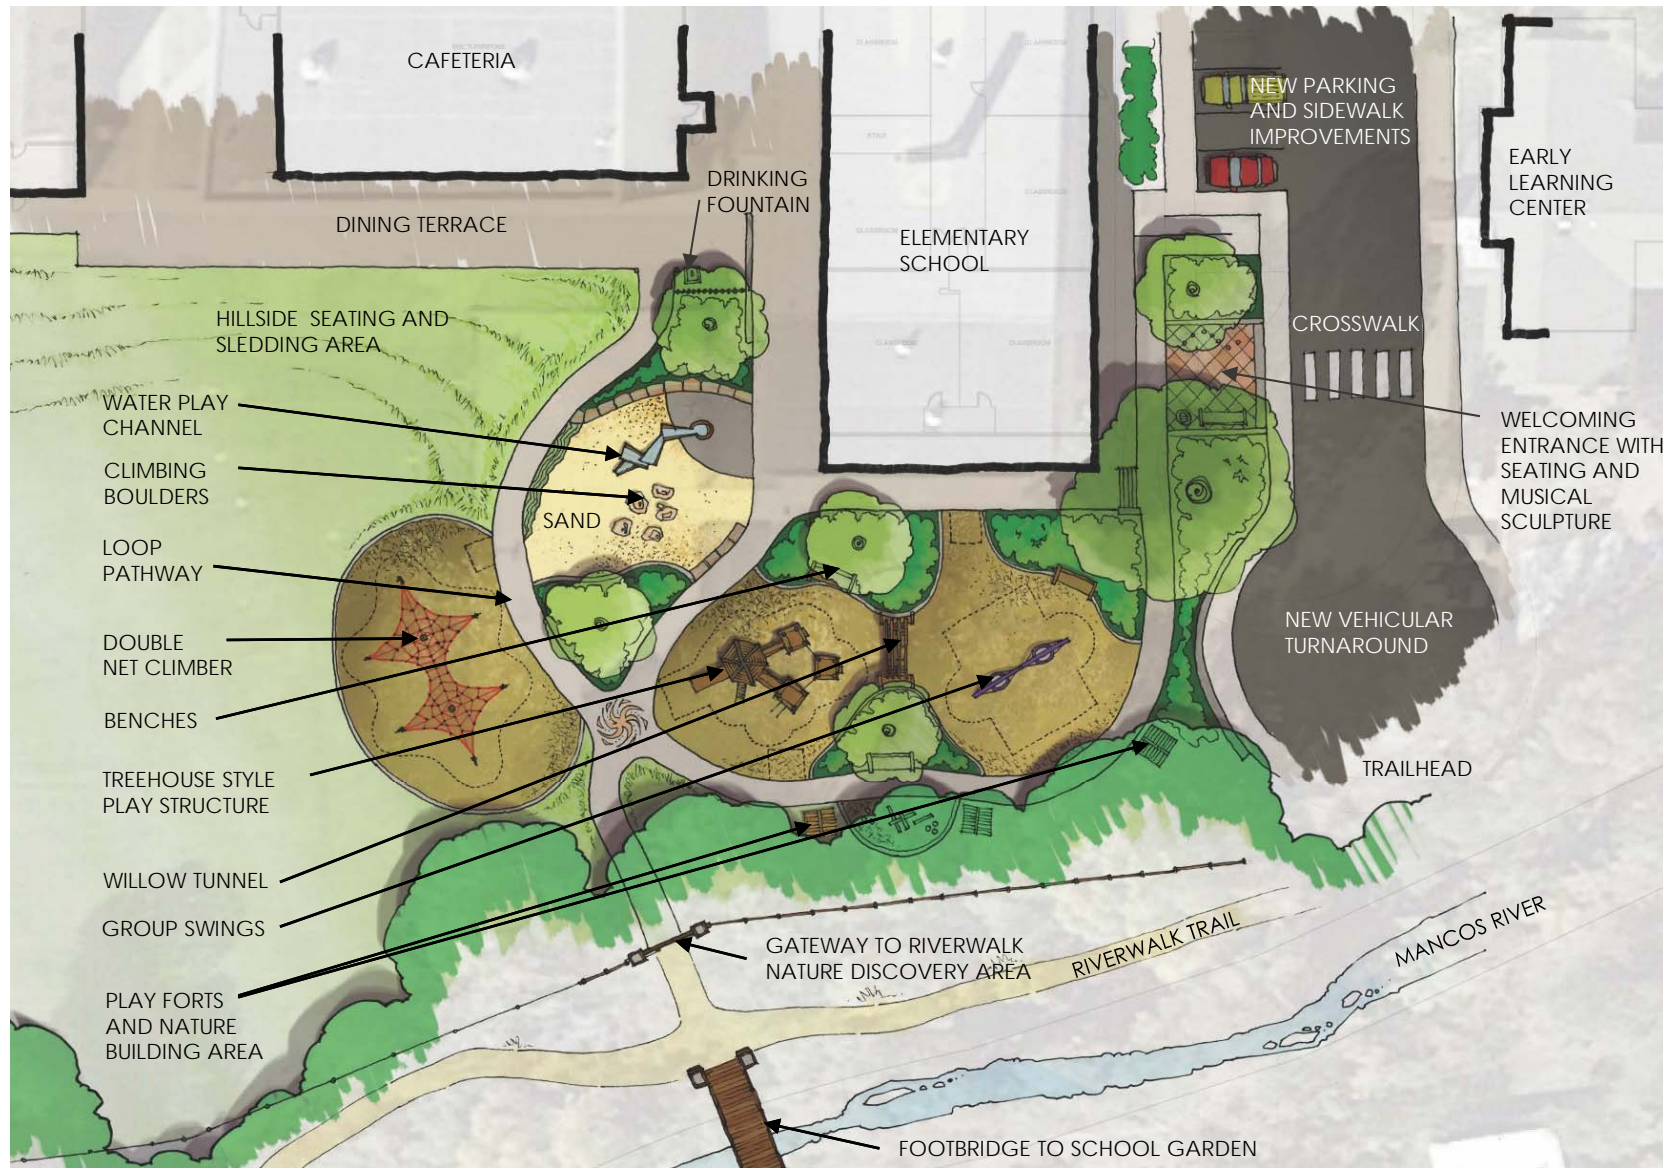 CAFETERIA
NEW PARKING
AND SIDEWALK
IMPROVEMENTS
EARLY
LEARNING
CENTER
DRINKING
FOUNTAIN
DINING TERRACE
ELEMENTARY
SCHOOL
HILLSIDE SEATING AND
SLEDDING AREA
CROSSWALK
WATER PLAY
CHANNEL
WELCOMING
ENTRANCE WITH
SEATING AND
MUSICAL
SCULPTURE
CLIMBING
BOULDERS
SAND
LOOP
PATHWAY
DOUBLE
NET CLIMBER
NEW VEHICULAR
TURNAROUND
BENCHES
TREEHOUSE STYLE
PLAY STRUCTURE
TRAILHEAD
WILLOW TUNNEL
GROUP SWINGS
GATEWAY TO RIVERWALK
NATURE DISCOVERY AREA
RIVERWALK TRAIL
MANCOS RIVER
PLAY FORTS
AND NATURE
BUILDING AREA
FOOTBRIDGE TO SCHOOL GARDEN